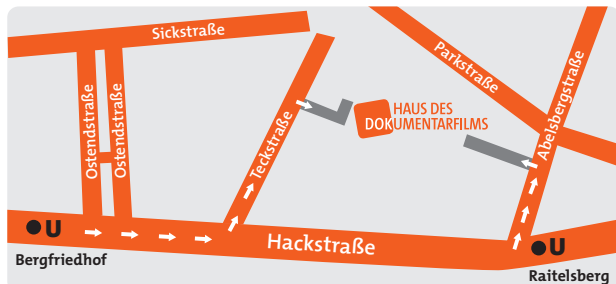 Sickstraße
Parkstraße
Abelsbergstraße
Ostendstraße
Ostendstraße
Teckstraße
HAUS DES
DOKUMENTARFILMS
U
Bergfriedhof
Hackstraße
U
Raitelsberg